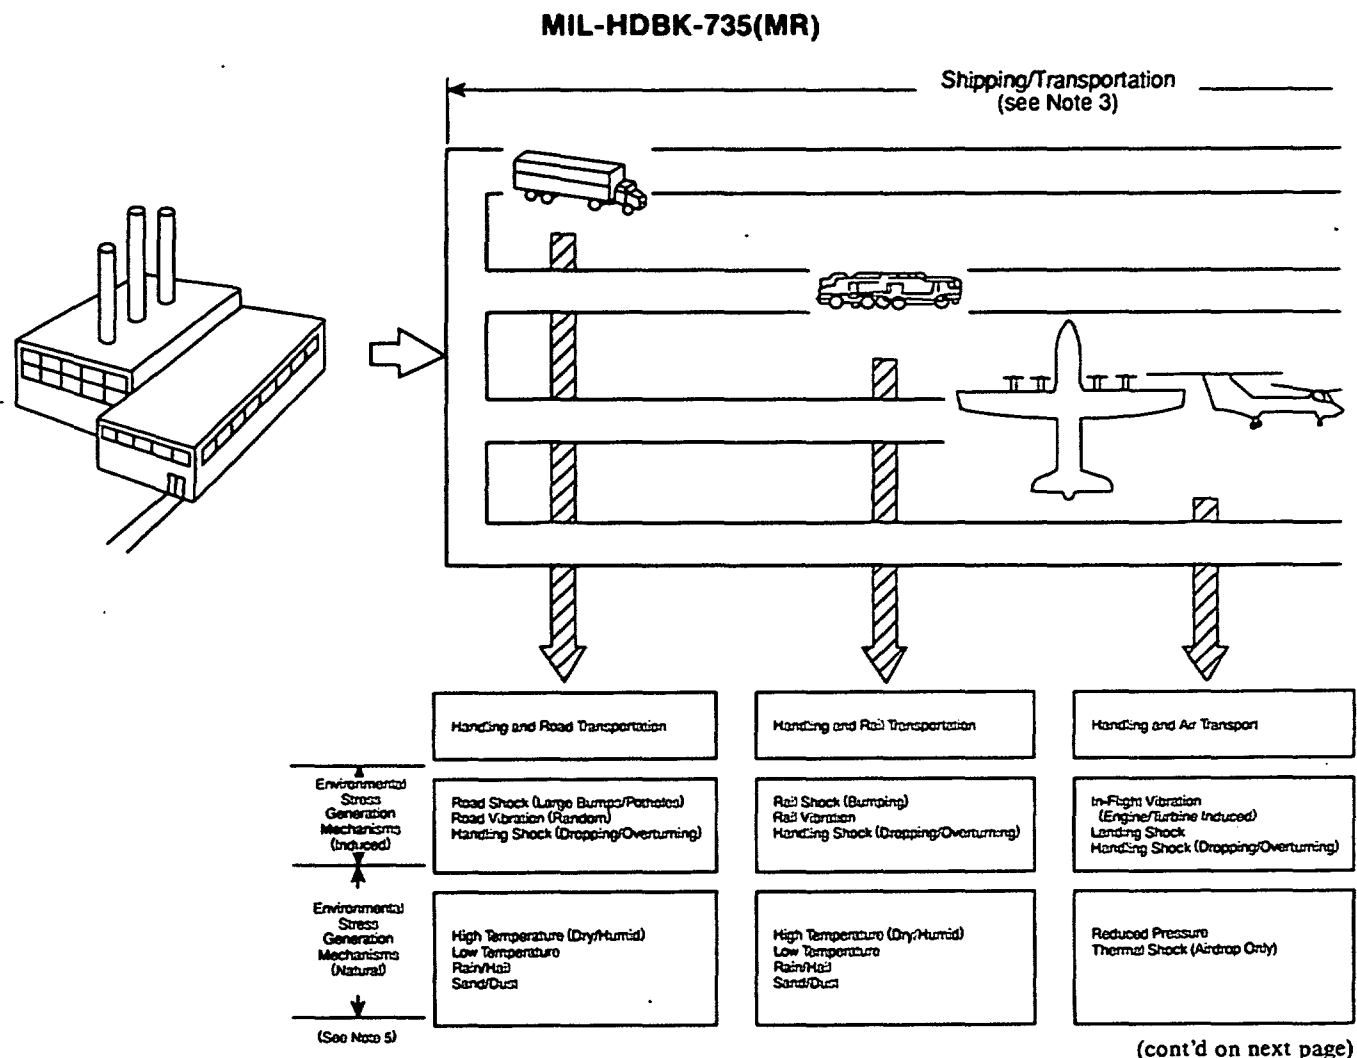 MIL-HDBK-735(MR)
Shipping/Transportation
(see Note 3)
Handling and Road Transportation
Handling and Rail Transportation
Handling and Air Transport
Environmental
Stress
Generation
Mechanisms
(Induced)
Road Shock (Large Bumps/Potholes)
Road Vibration (Random)
Handling Shock (Dropping/Overturning)
Rail Shock (Bumping)
Rail Vibration
Handling Shock (Dropping/Overturning)
In-Flight Vibration
(Engine/Turbine Induced)
Landing Shock
Handling Shock (Dropping/Overturning)
Environmental
Stress
Generation
Mechanisms
(Natural)
High Temperature (Dry/Humid)
Low Temperature
Rain/Hail
Sand/Dust
High Temperature (Dry/Humid)
Low Temperature
Rain/Hail
Sand/Dust
Reduced Pressure
Thermal Shock (Airdrop Only)
(See Note 5)
(cont'd on next page)